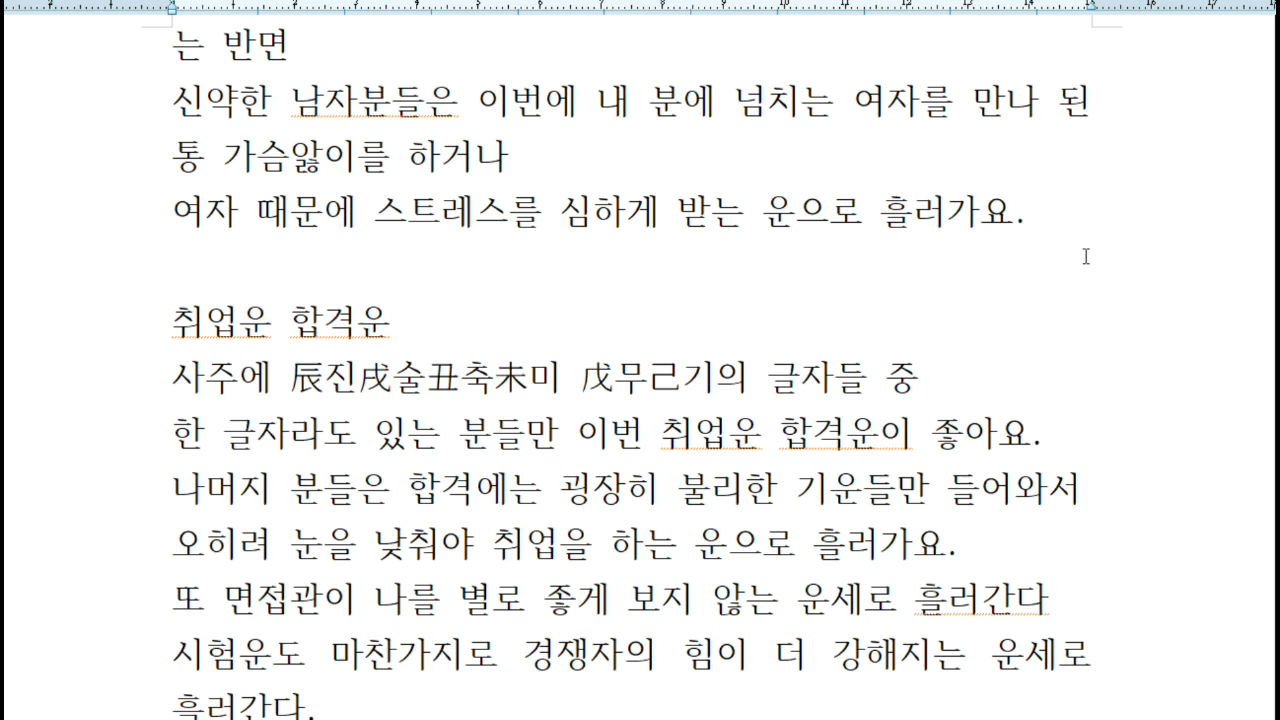 는 반면
신약한 남자분들은 이번에 내 분에 넘치는 여자를 만나 된
통 가슴앓이를 하거나
여자 때문에 스트레스를 심하게 받는 운으로 흘러가요.
취업운 합격운
사주에 辰진戌술丑축未미 戊무己기의 글자들 중
한 글자라도 있는 분들만 이번 취업운 합격운이 좋아요.
나머지 분들은 합격에는 굉장히 불리한 기운들만 들어와서
오히려 눈을 낮춰야 취업을 하는 운으로 흘러가요.
또 면접관이 나를 별로 좋게 보지 않는 운세로 흘러간다
시험운도 마찬가지로 경쟁자의 힘이 더 강해지는 운세로
흘러간다.